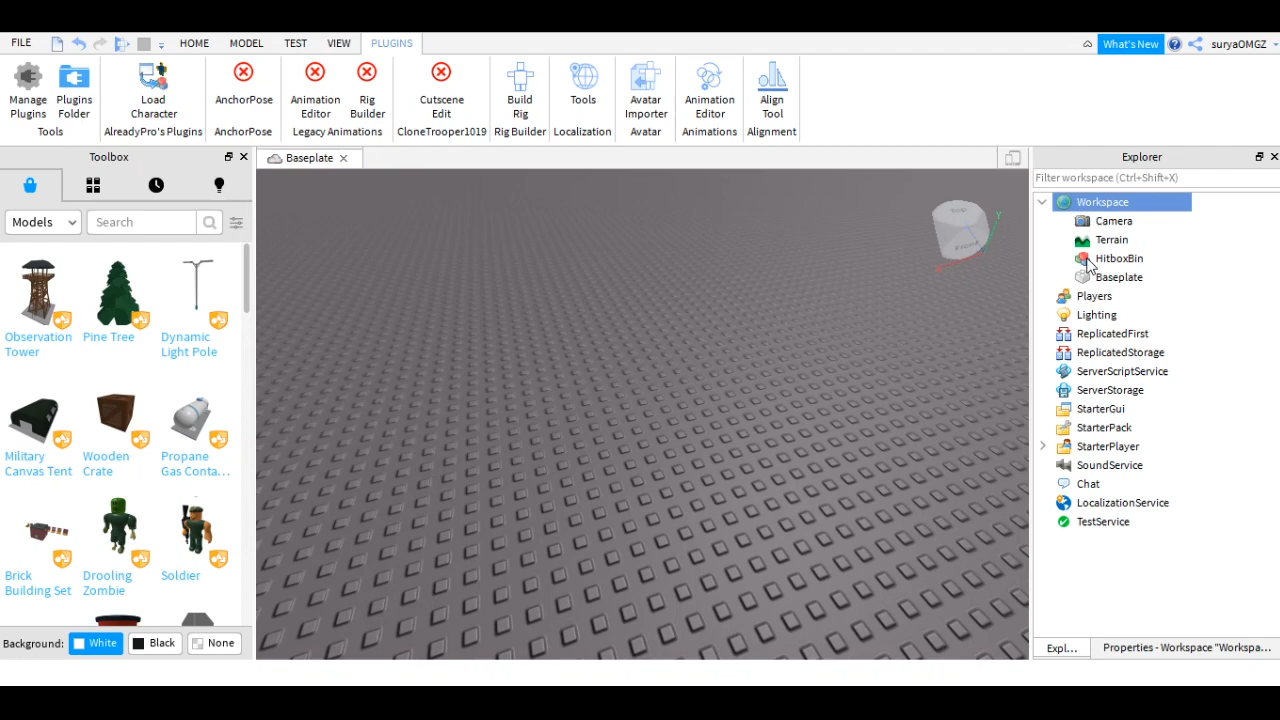 FILE
HOME
MODEL
TEST
VIEW
PLUGINS
What's New
suryaOMGZ
Manage
Plugins
Plugins
Folder
Tools
Load
Character
AlreadyPro's Plugins
AnchorPose
AnchorPose
Animation
Editor
Rig
Builder
Legacy Animations
Cutscene
Edit
CloneTrooper1019
Build
Rig
Rig Builder
Tools
Localization
Avatar
Importer
Avatar
Animation
Editor
Animations
Align
Tool
Alignment
Toolbox
Models
Search
Observation
Tower
Pine Tree
Dynamic
Light Pole
Military
Canvas Tent
Wooden
Crate
Propane
Gas Conta...
Brick
Building Set
Drooling
Zombie
Soldier
Background:
White
Black
None
Baseplate
Y
Explorer
Filter workspace (Ctrl+Shift+X)
Workspace
Camera
Terrain
HitboxBin
Baseplate
Players
Lighting
ReplicatedFirst
ReplicatedStorage
ServerScriptService
ServerStorage
StarterGui
StarterPack
StarterPlayer
SoundService
Chat
LocalizationService
TestService
Expl...
Properties - Workspace "Workspa...